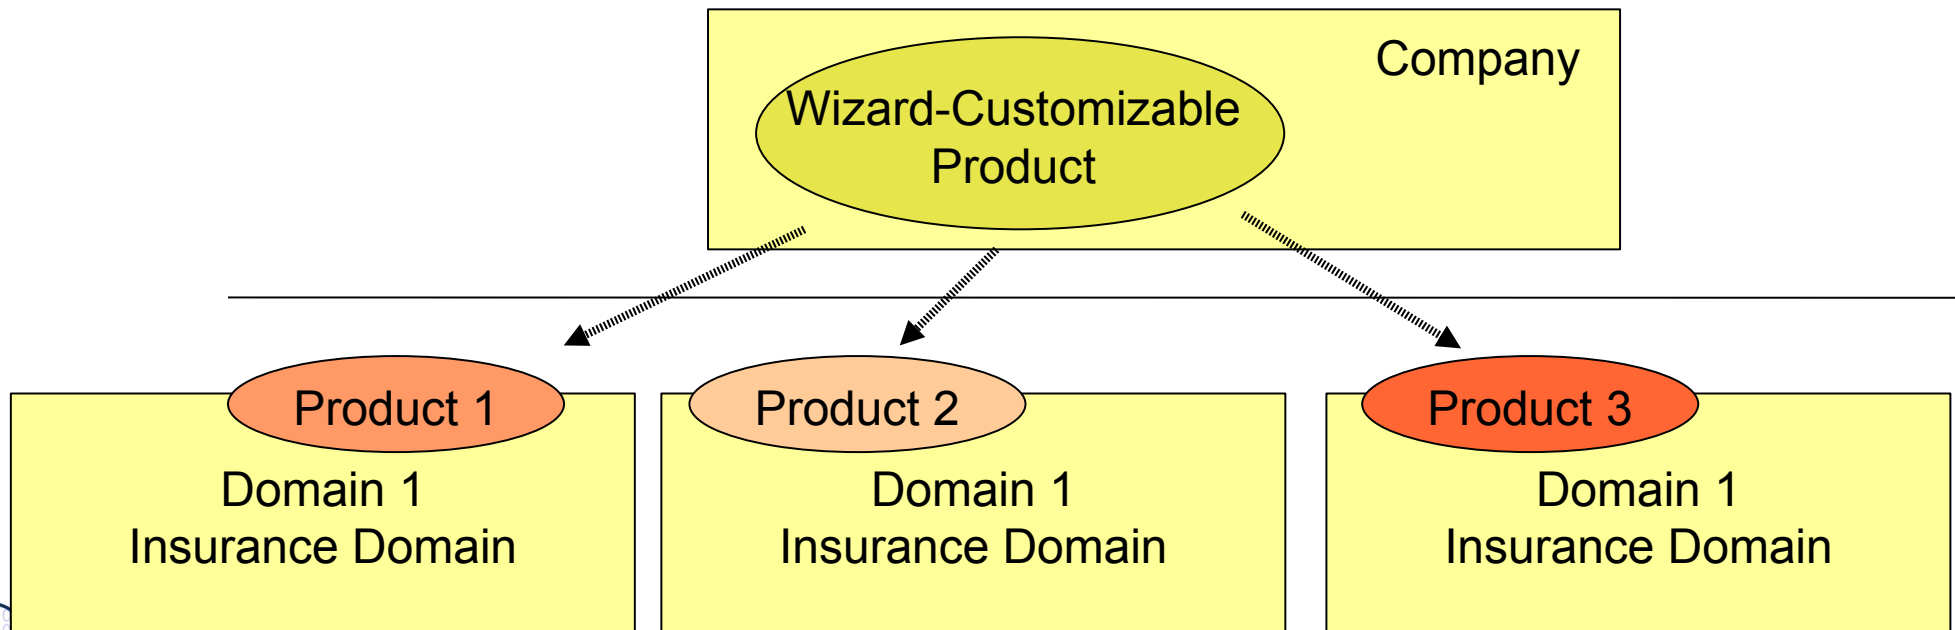 Company
Wizard-Customizable
Product
Product 1
Product 2
Product 3
Domain 1
Insurance Domain
Domain 1
Insurance Domain
Domain 1
Insurance Domain